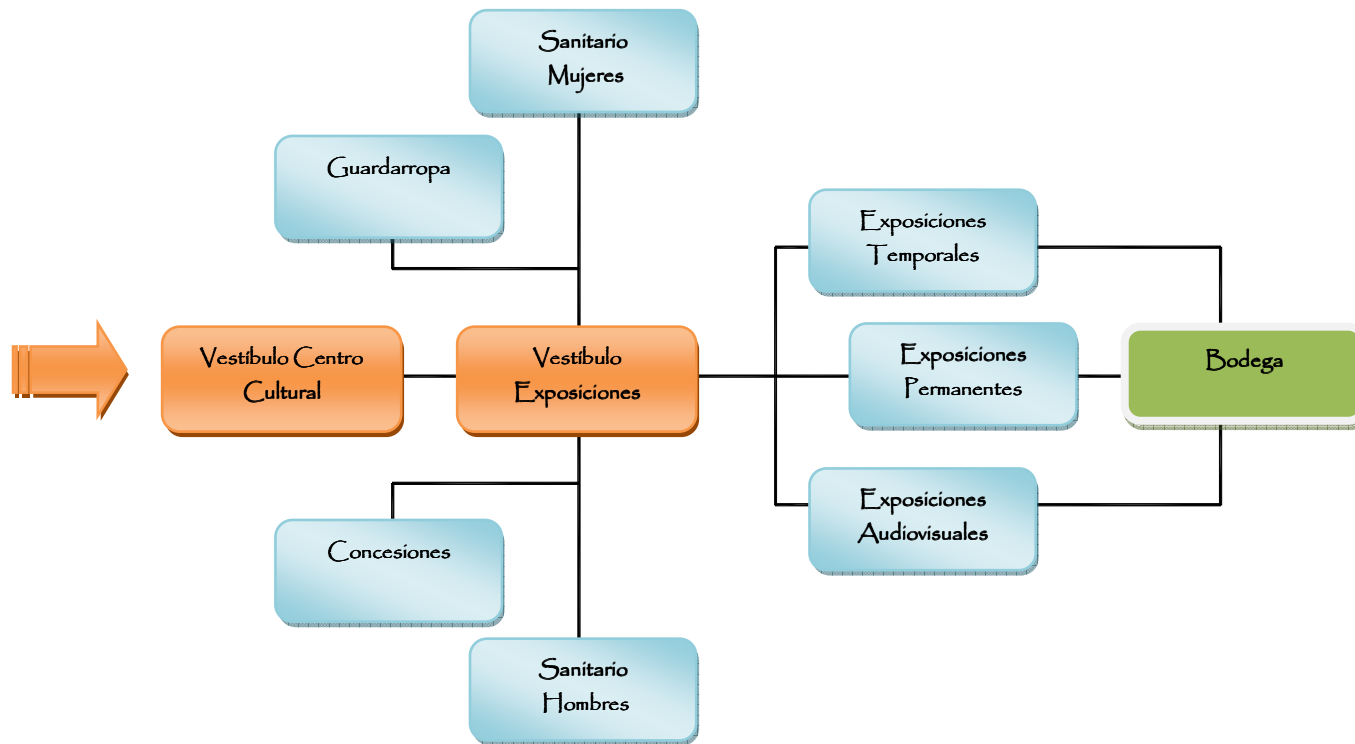 Sanitario
Mujeres
Guardarropa
Exposiciones
Temporales
Vestíbulo Centro
Cultural
Vestíbulo
Exposiciones
Exposiciones
Permanentes
Bodega
Exposiciones
Audiovisuales
Concesiones
Sanitario
Hombres